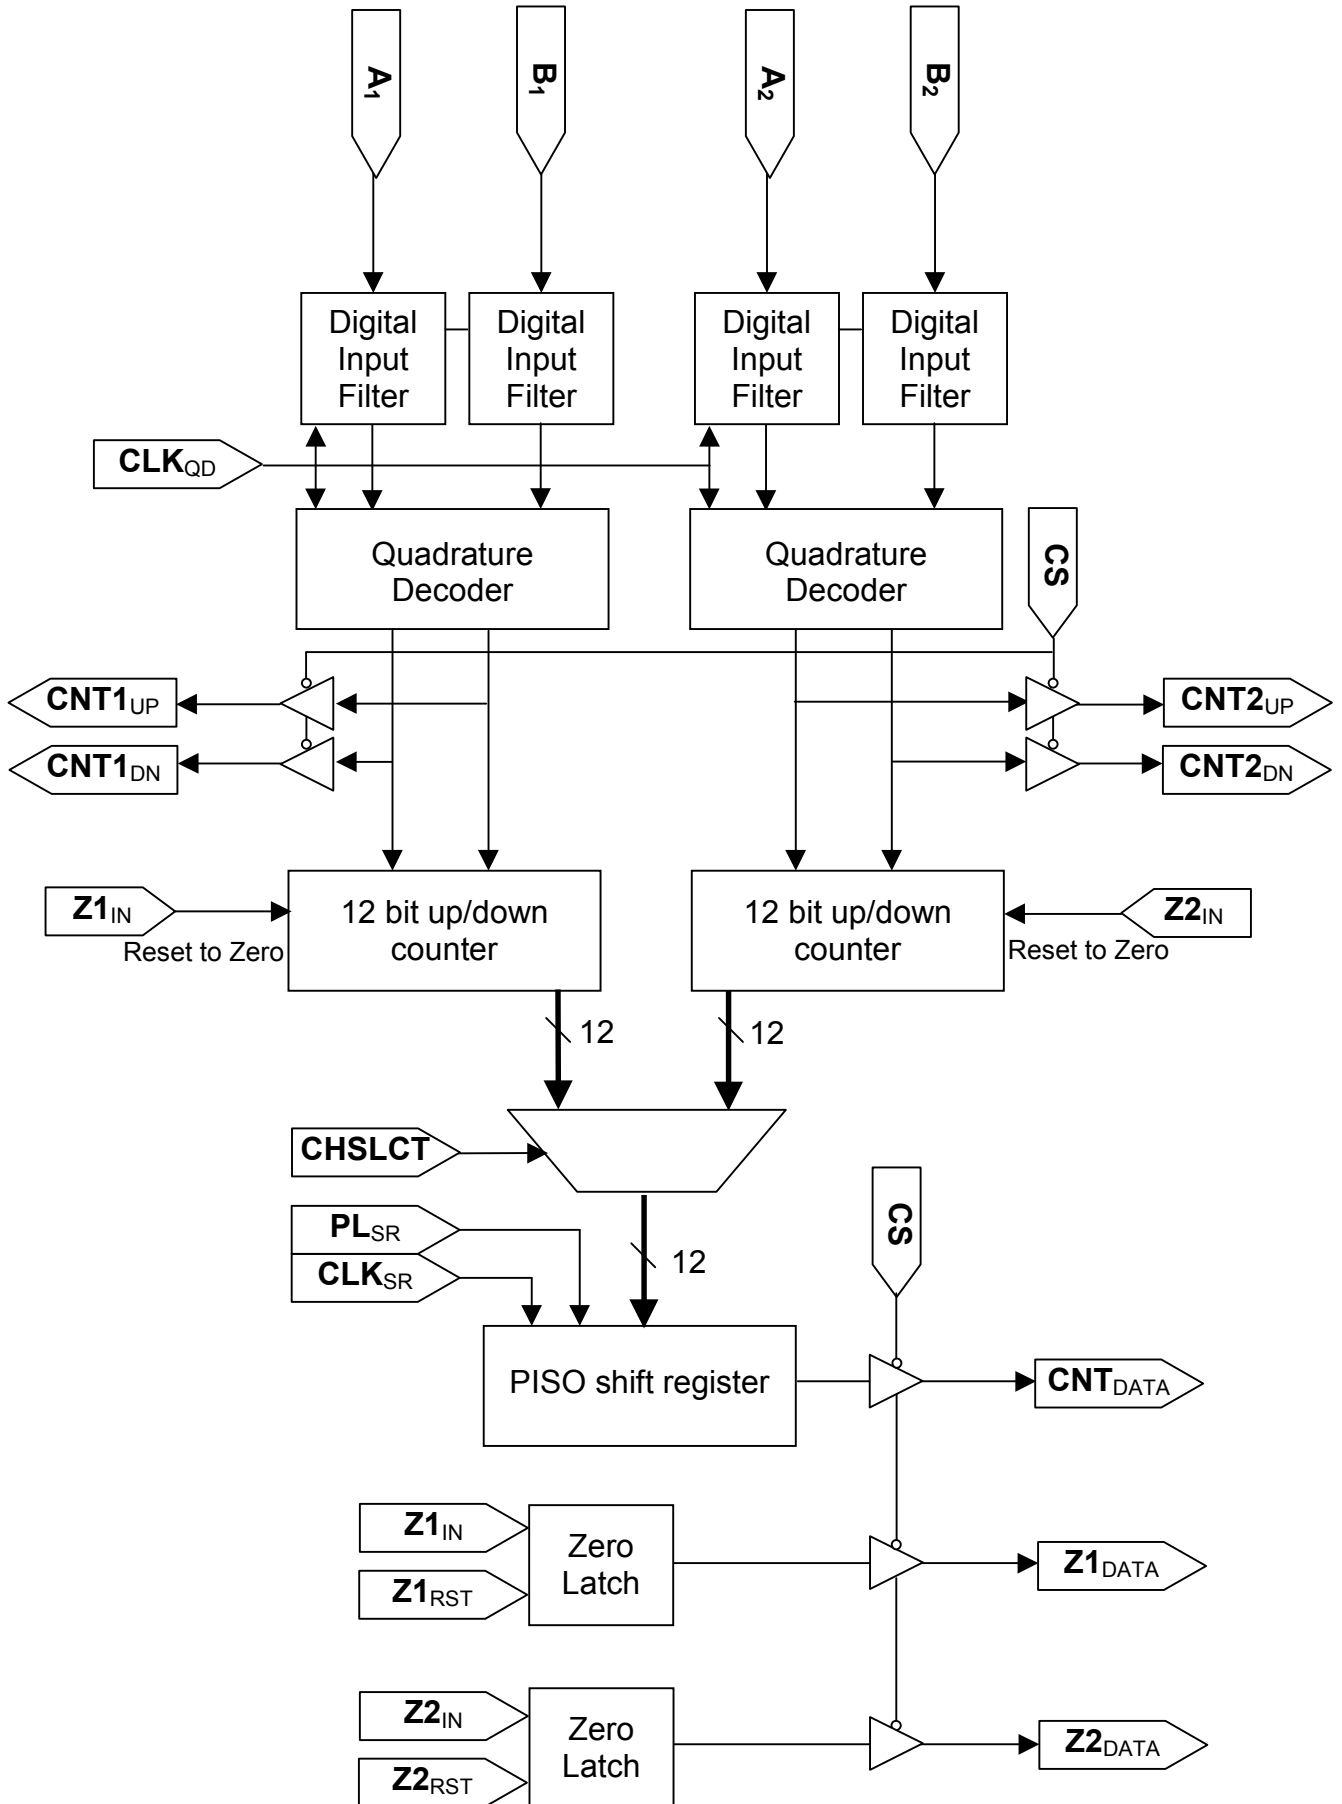 A1
B1
A2
B2
Digital Input Filter
Digital Input Filter
Digital Input Filter
Digital Input Filter
CLKQD
Quadrature Decoder
Quadrature Decoder
CS
CNT1UP
CNT2UP
CNT1DN
CNT2DN
Z1IN
Reset to Zero
12 bit up/down counter
12 bit up/down counter
Z2IN
Reset to Zero
12
12
CHSLCT
PLSR
CLKSR
12
CS
PISO shift register
CNTDATA
Z1IN
Z1RST
Zero Latch
Z1DATA
Z2IN
Z2RST
Zero Latch
Z2DATA